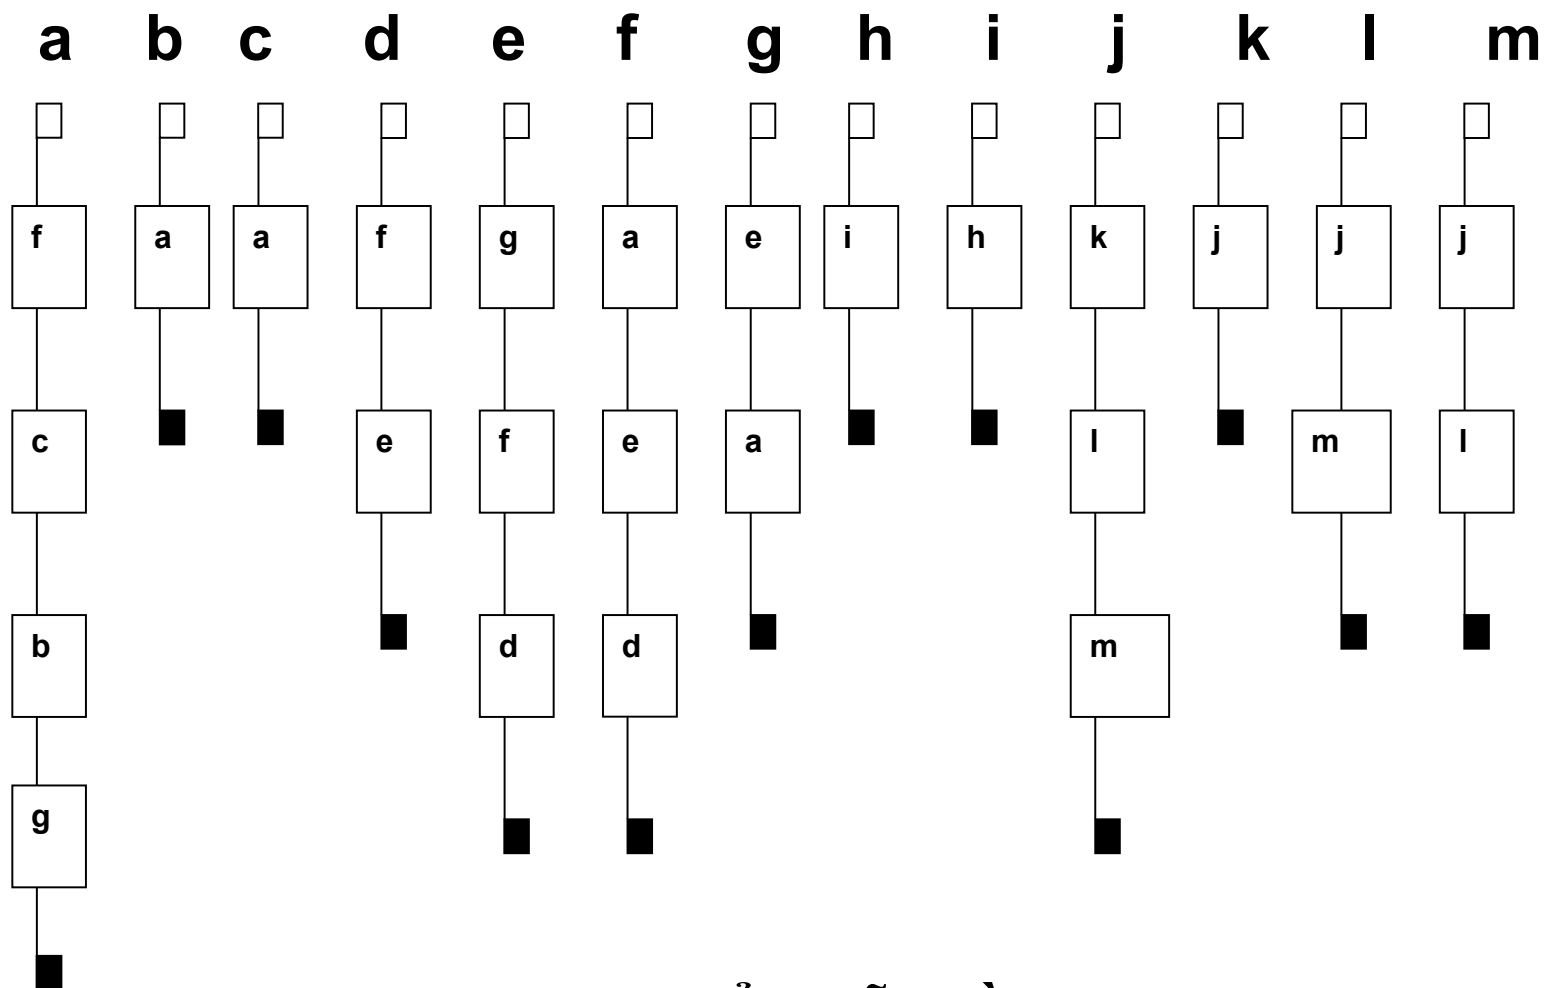 a b c d e f g h i j k l m
f a a f g a e i h k j j j
c e f e a l m l
b d d m
g